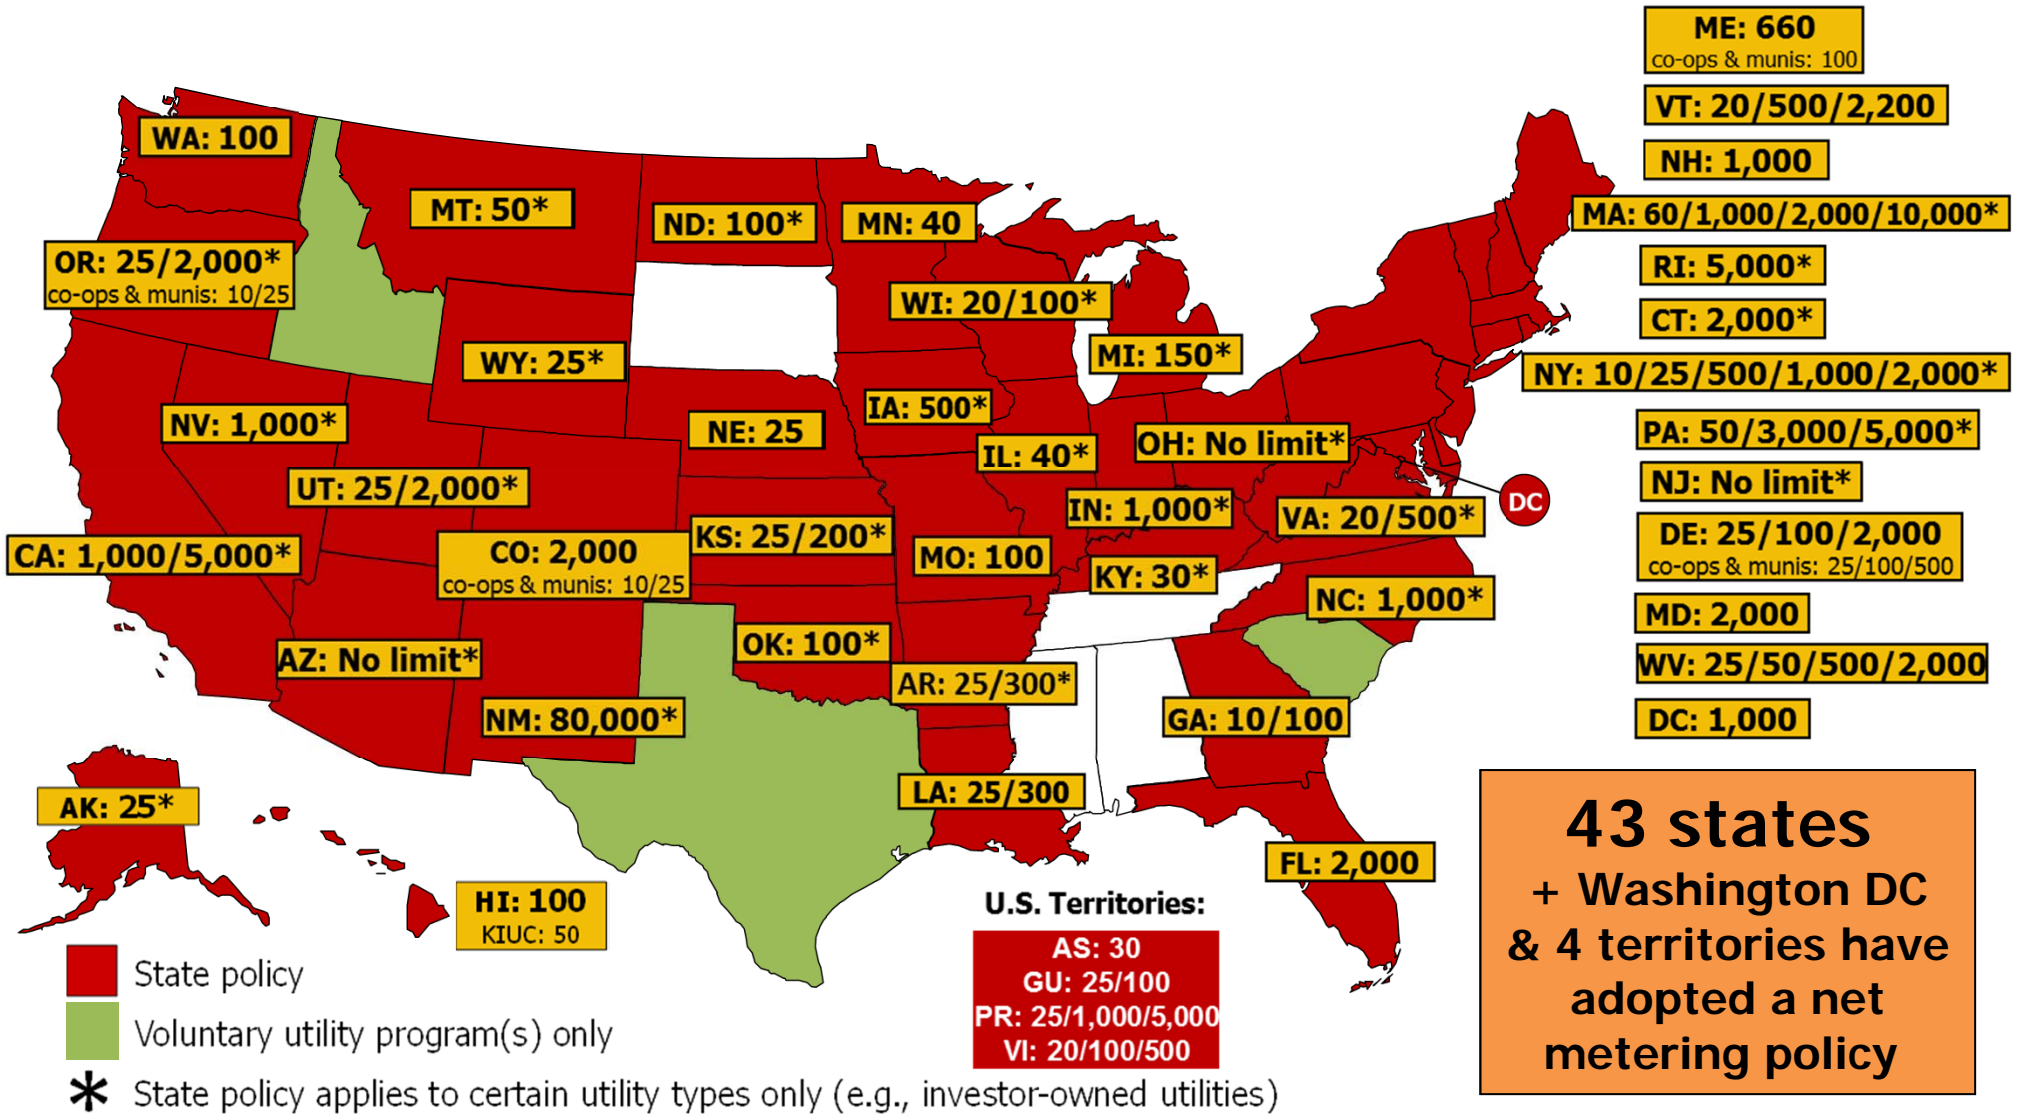 ME: 660
co-ops & munis: 100
VT: 20/500/2,200
NH: 1,000
MA: 60/1,000/2,000/10,000*
RI: 5,000*
CT: 2,000*
NY: 10/25/500/1,000/2,000*
PA: 50/3,000/5,000*
NJ: No limit*
DE: 25/100/2,000
co-ops & munis: 25/100/500
MD: 2,000
WV: 25/50/500/2,000
DC: 1,000
WA: 100
MT: 50*
ND: 100*
MN: 40
OR: 25/2,000*
co-ops & munis: 10/25
WI: 20/100*
MI: 150*
WY: 25*
IA: 500*
NV: 1,000*
NE: 25
IL: 40*
OH: No limit*
UT: 25/2,000*
IN: 1,000*
VA: 20/500*
DC
CA: 1,000/5,000*
CO: 2,000
co-ops & munis: 10/25
KS: 25/200*
MO: 100
KY: 30*
NC: 1,000*
AZ: No limit*
OK: 100*
AR: 25/300*
NM: 80,000*
GA: 10/100
AK: 25*
LA: 25/300
FL: 2,000
HI: 100
KIUC: 50
U.S. Territories:
AS: 30
GU: 25/100
PR: 25/1,000/5,000
VI: 20/100/500
43 states
+ Washington DC
& 4 territories have
adopted a net
metering policy
State policy
Voluntary utility program(s) only
* State policy applies to certain utility types only (e.g., investor-owned utilities)